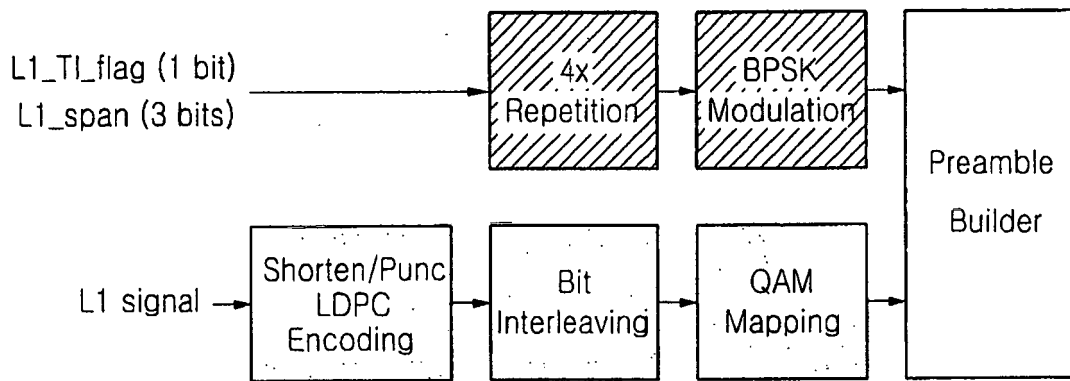 L1_TI_flag (1 bit)
L1_span (3 bits)
4x
Repetition
BPSK
Modulation
Preamble
Builder
L1 signal
Shorten/Punc
LDPC
Encoding
Bit
Interleaving
QAM
Mapping